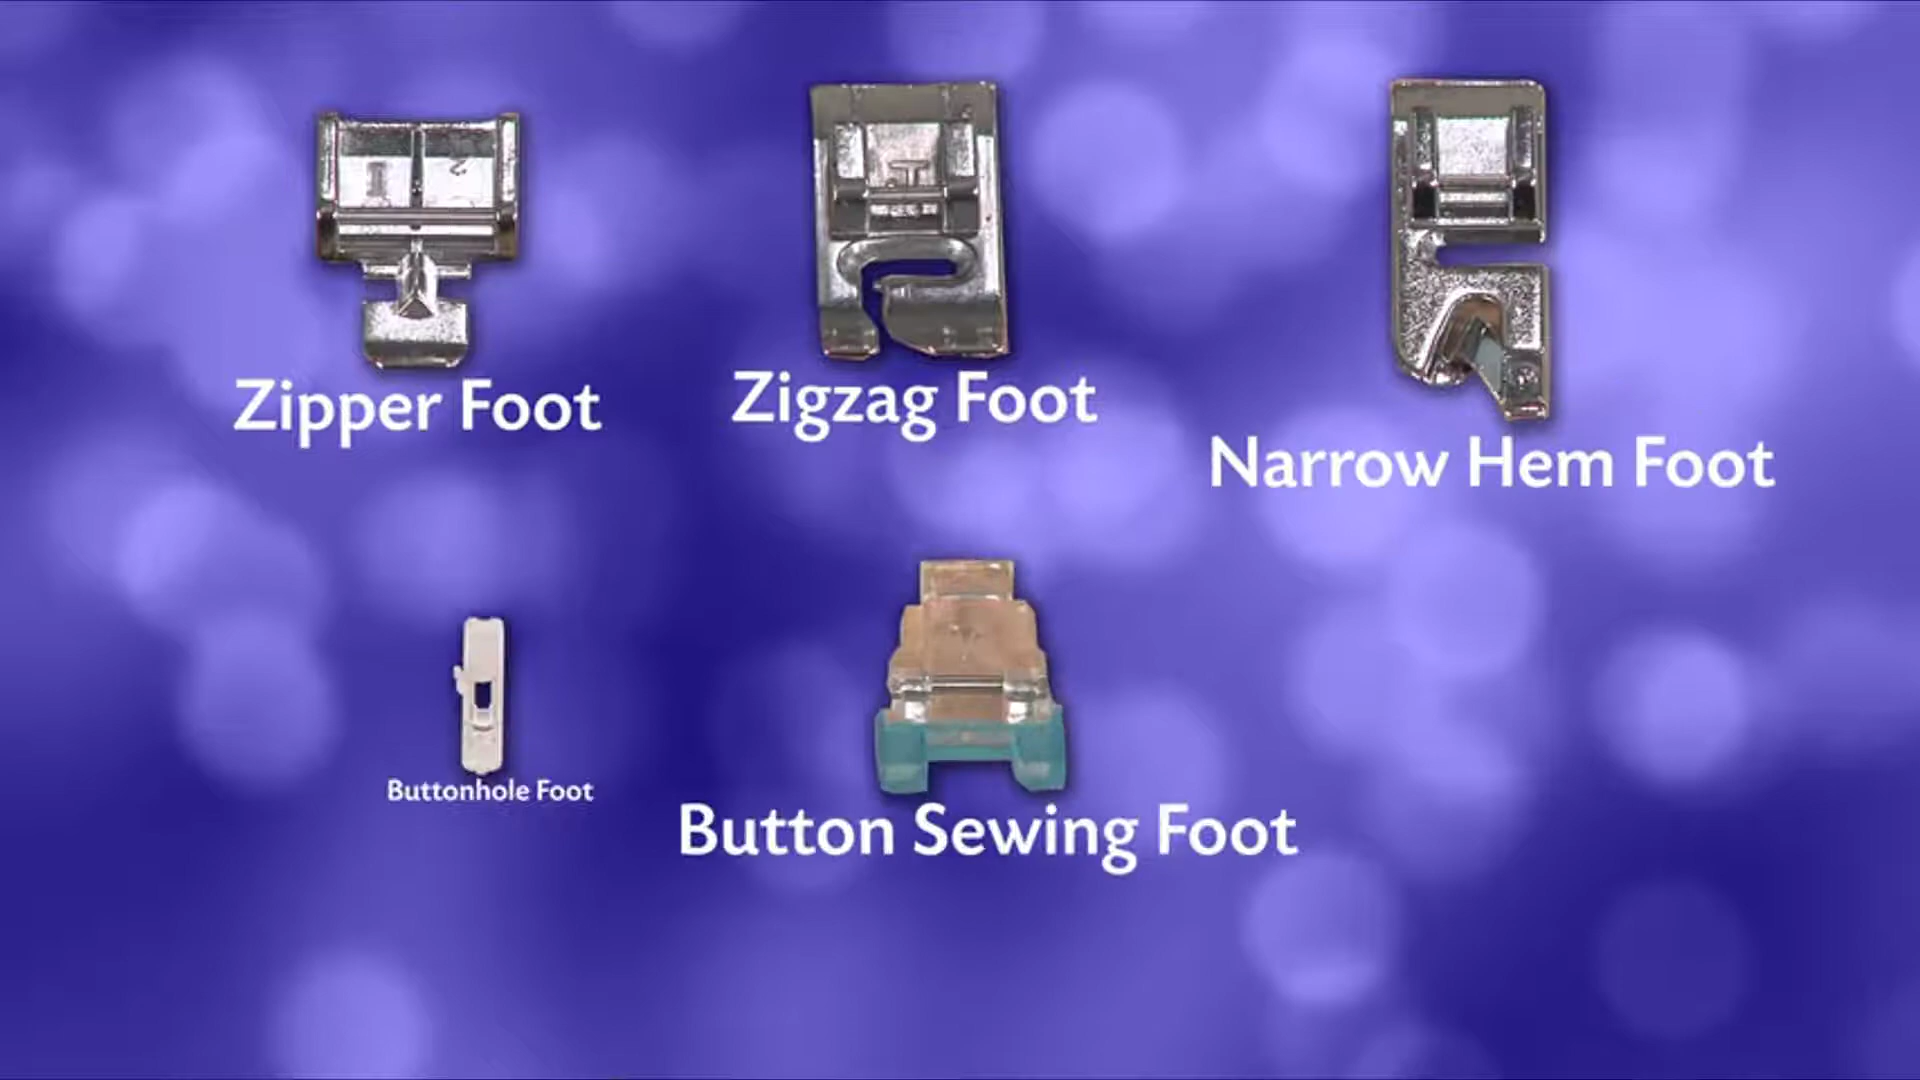 Zipper Foot
Zigzag Foot
Narrow Hem Foot
Buttonhole Foot
Button Sewing Foot